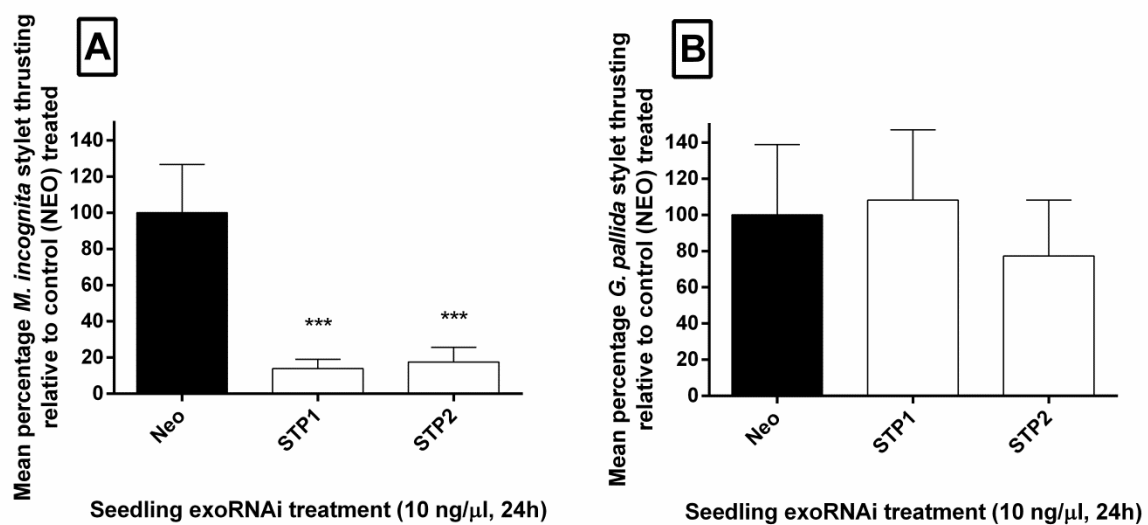 A
Mean percentage M. incognita stylet thrusting
relative to control (NEO) treated
140
120
100
80
60
40
20
0
***
***
Neo
STP1
STP2
Seedling exoRNAi treatment (10 ng/µl, 24h)
B
Mean percentage G. pallida stylet thrusting
relative to control (NEO) treated
140
120
100
80
60
40
20
0
Neo
STP1
STP2
Seedling exoRNAi treatment (10 ng/µl, 24h)